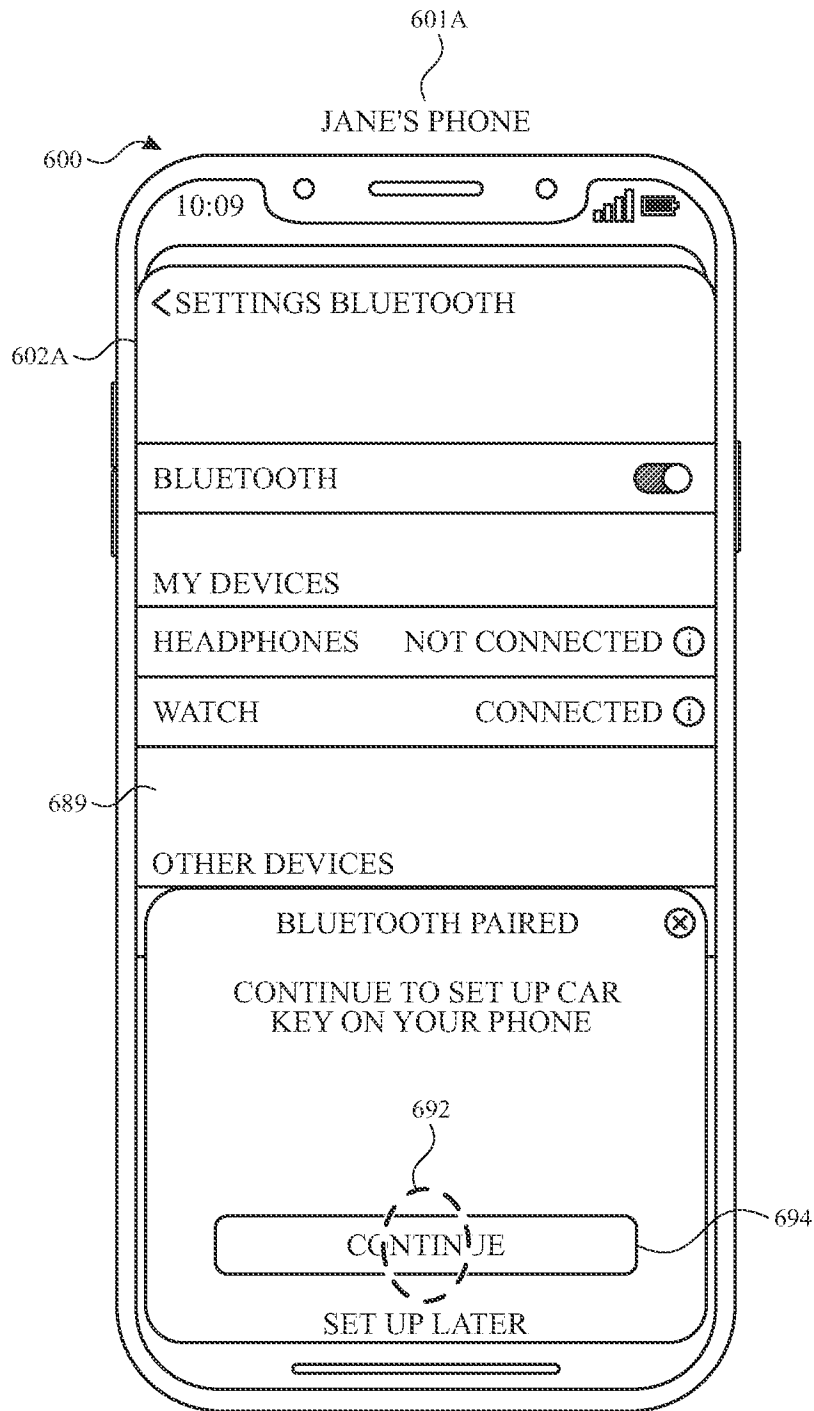 601A
JANE'S PHONE
600
10:09
<SETTINGS BLUETOOTH
602A
BLUETOOTH
MY DEVICES
HEADPHONES NOT CONNECTED i
WATCH CONNECTED i
689
OTHER DEVICES
BLUETOOTH PAIRED
CONTINUE TO SET UP CAR
KEY ON YOUR PHONE
692
CONTINUE
694
SET UP LATER